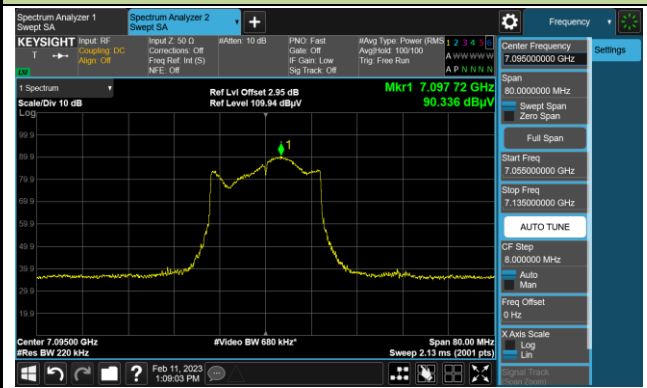 Spectrum Analyzer 1
Swept SA
Spectrum Analyzer 2
Swept SA
Frequency
KEYSIGHT
Input: RF
Coupling: DC
Align: Off
Input Z: 50 Ω
Corrections: Off
Freq Ref: Int (S)
NFE: Off
#Atten: 10 dB
PNO: Fast
Gate: Off
IF Gain: Low
Sig Track: Off
#Avg Type: Power (RMS
Avg|Hold: 100/100
Trig: Free Run
1 2 3 4 5 6
A W W W W W
A P N N N N
Center Frequency
7.095000000 GHz
Settings
Span
80.0000000 MHz
Swept Span
Zero Span
Full Span
Start Freq
7.055000000 GHz
Stop Freq
7.135000000 GHz
AUTO TUNE
CF Step
8.000000 MHz
Auto
Man
Freq Offset
0 Hz
X Axis Scale
Log
Lin
Signal Track
(Span Zoom)
1 Spectrum
Scale/Div 10 dB
Log
Ref Lvl Offset 2.95 dB
Ref Level 109.94 dBµV
Mkr1 7.097 72 GHz
90.336 dBµV
1
99.9
89.9
79.9
69.9
59.9
49.9
39.9
29.9
19.9
Center 7.09500 GHz
#Res BW 220 kHz
#Video BW 680 kHz*
Span 80.00 MHz
Sweep 2.13 ms (2001 pts)
Feb 11, 2023
1:09:03 PM